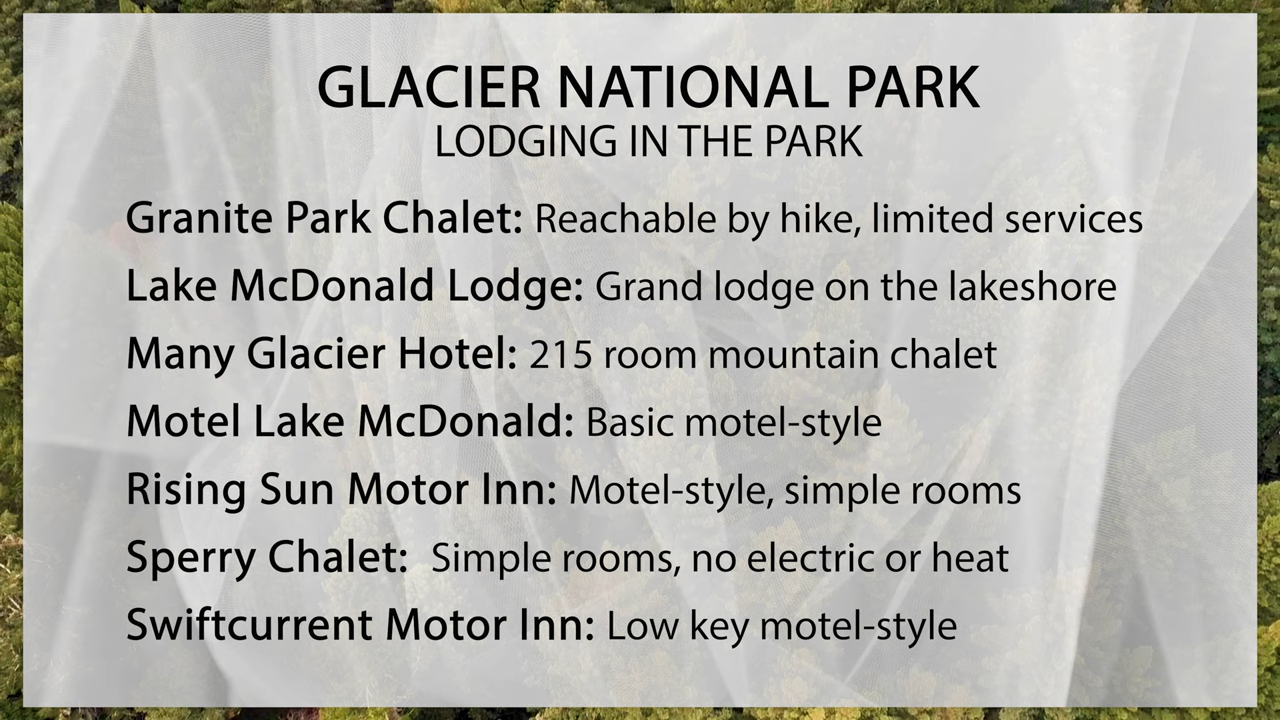 GLACIER NATIONAL PARK
LODGING IN THE PARK
Granite Park Chalet: Reachable by hike, limited services
Lake McDonald Lodge: Grand lodge on the lakeshore
Many Glacier Hotel: 215 room mountain chalet
Motel Lake McDonald: Basic motel-style
Rising Sun Motor Inn: Motel-style, simple rooms
Sperry Chalet: Simple rooms, no electric or heat
Swiftcurrent Motor Inn: Low key motel-style